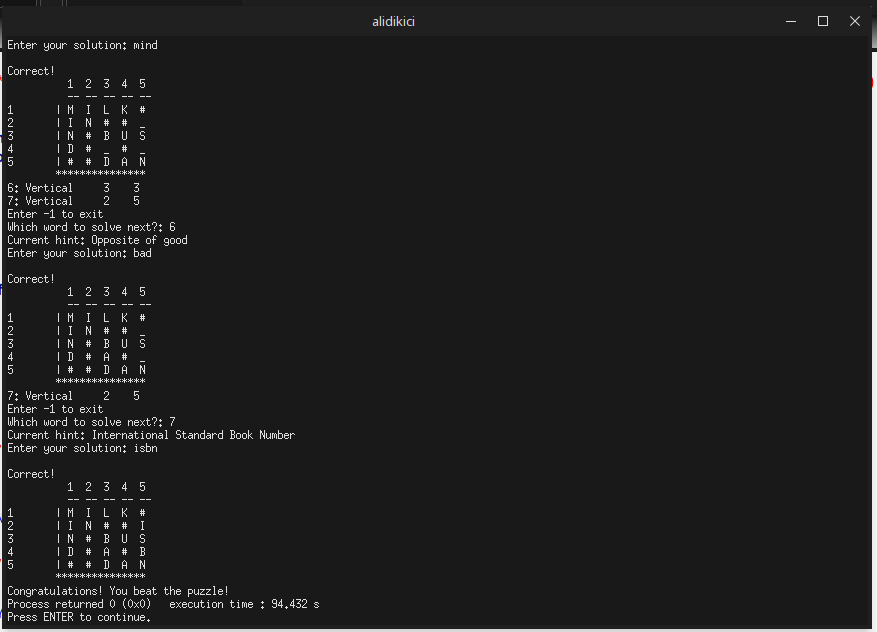 alidikici
Enter your solution: mind
Correct!
1 2 3 4 5
-- -- -- -- --
1 | M I L K #
2 | I N # # _
3 | N # B U S
4 | D # _ # _
5 | # # D A N
***************
6: Vertical 3 3
7: Vertical 2 5
Enter -1 to exit
Which word to solve next?: 6
Current hint: Opposite of good
Enter your solution: bad
Correct!
1 2 3 4 5
-- -- -- -- --
1 | M I L K #
2 | I N # # _
3 | N # B U S
4 | D # A # _
5 | # # D A N
***************
7: Vertical 2 5
Enter -1 to exit
Which word to solve next?: 7
Current hint: International Standard Book Number
Enter your solution: isbn
Correct!
1 2 3 4 5
-- -- -- -- --
1 | M I L K #
2 | I N # # I
3 | N # B U S
4 | D # A # B
5 | # # D A N
***************
Congratulations! You beat the puzzle!
Process returned 0 (0x0) execution time : 94.432 s
Press ENTER to continue.